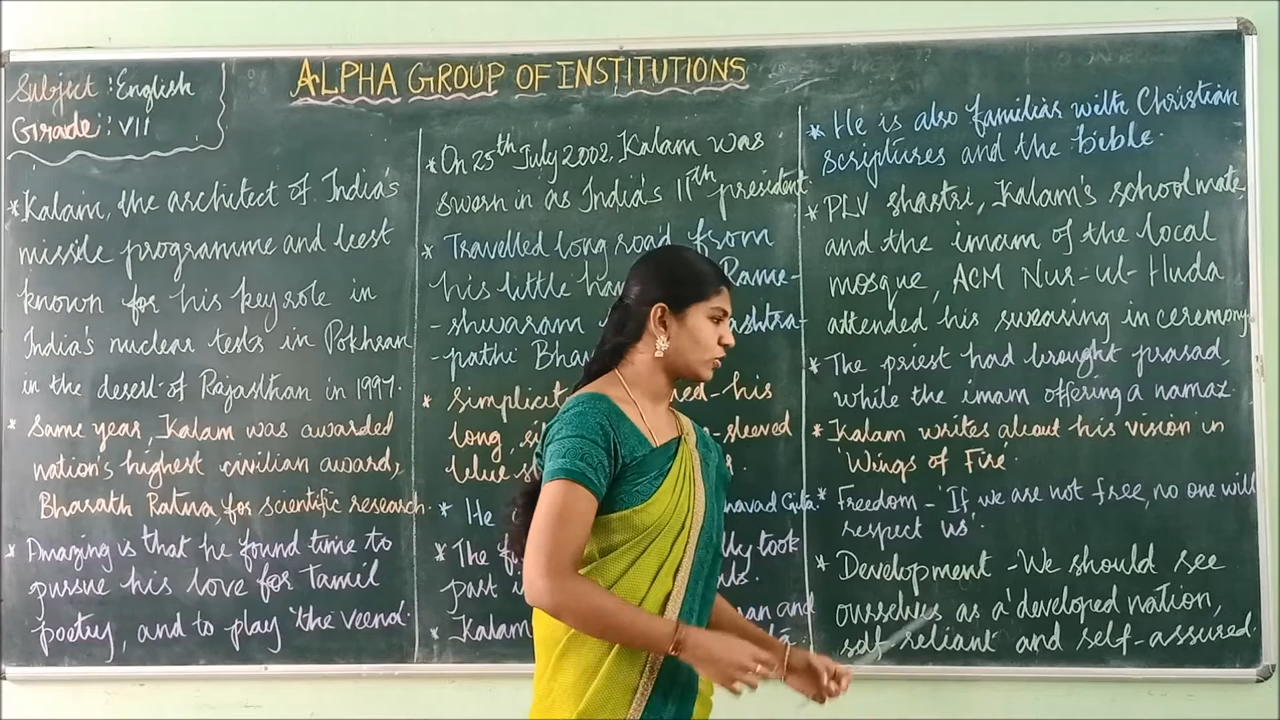 Subject : English
Grade : VII
ALPHA GROUP OF INSTITUTIONS
* Kalam, the architect of India's
missile programme and best
known for his key role in
India's nuclear tests in Pokhran
in the desert of Rajasthan in 1997.
* Same year, Kalam was awarded
nation's highest civilian award,
Bharath Ratna, for scientific research.
* Amazing is that he found time to
pursue his love for Tamil
poetry, and to play 'the veena'.
* On 25th July 2002, Kalam was
sworn in as India's 11th president.
* Travelled long road from
his little Rame-
- shwaram ashtra-
- pathi
* his
long, sleeved
blue
* He Gita.
* The took
part
* Kalam and
* He is also familiar with Christian
scriptures and the bible.
* PLV shastri, Kalam's schoolmate,
and the imam of the local
mosque, ACM Nur-ul-Huda
attended his swearing in ceremony.
* The priest had brought prasad,
while the imam offering a namaz.
* Kalam writes about his vision in
'Wings of Fire'.
* Freedom - 'If we are not free, no one will
respect us'.
* Development - We should see
ourselves as a 'developed nation,
self-reliant and self-assured.